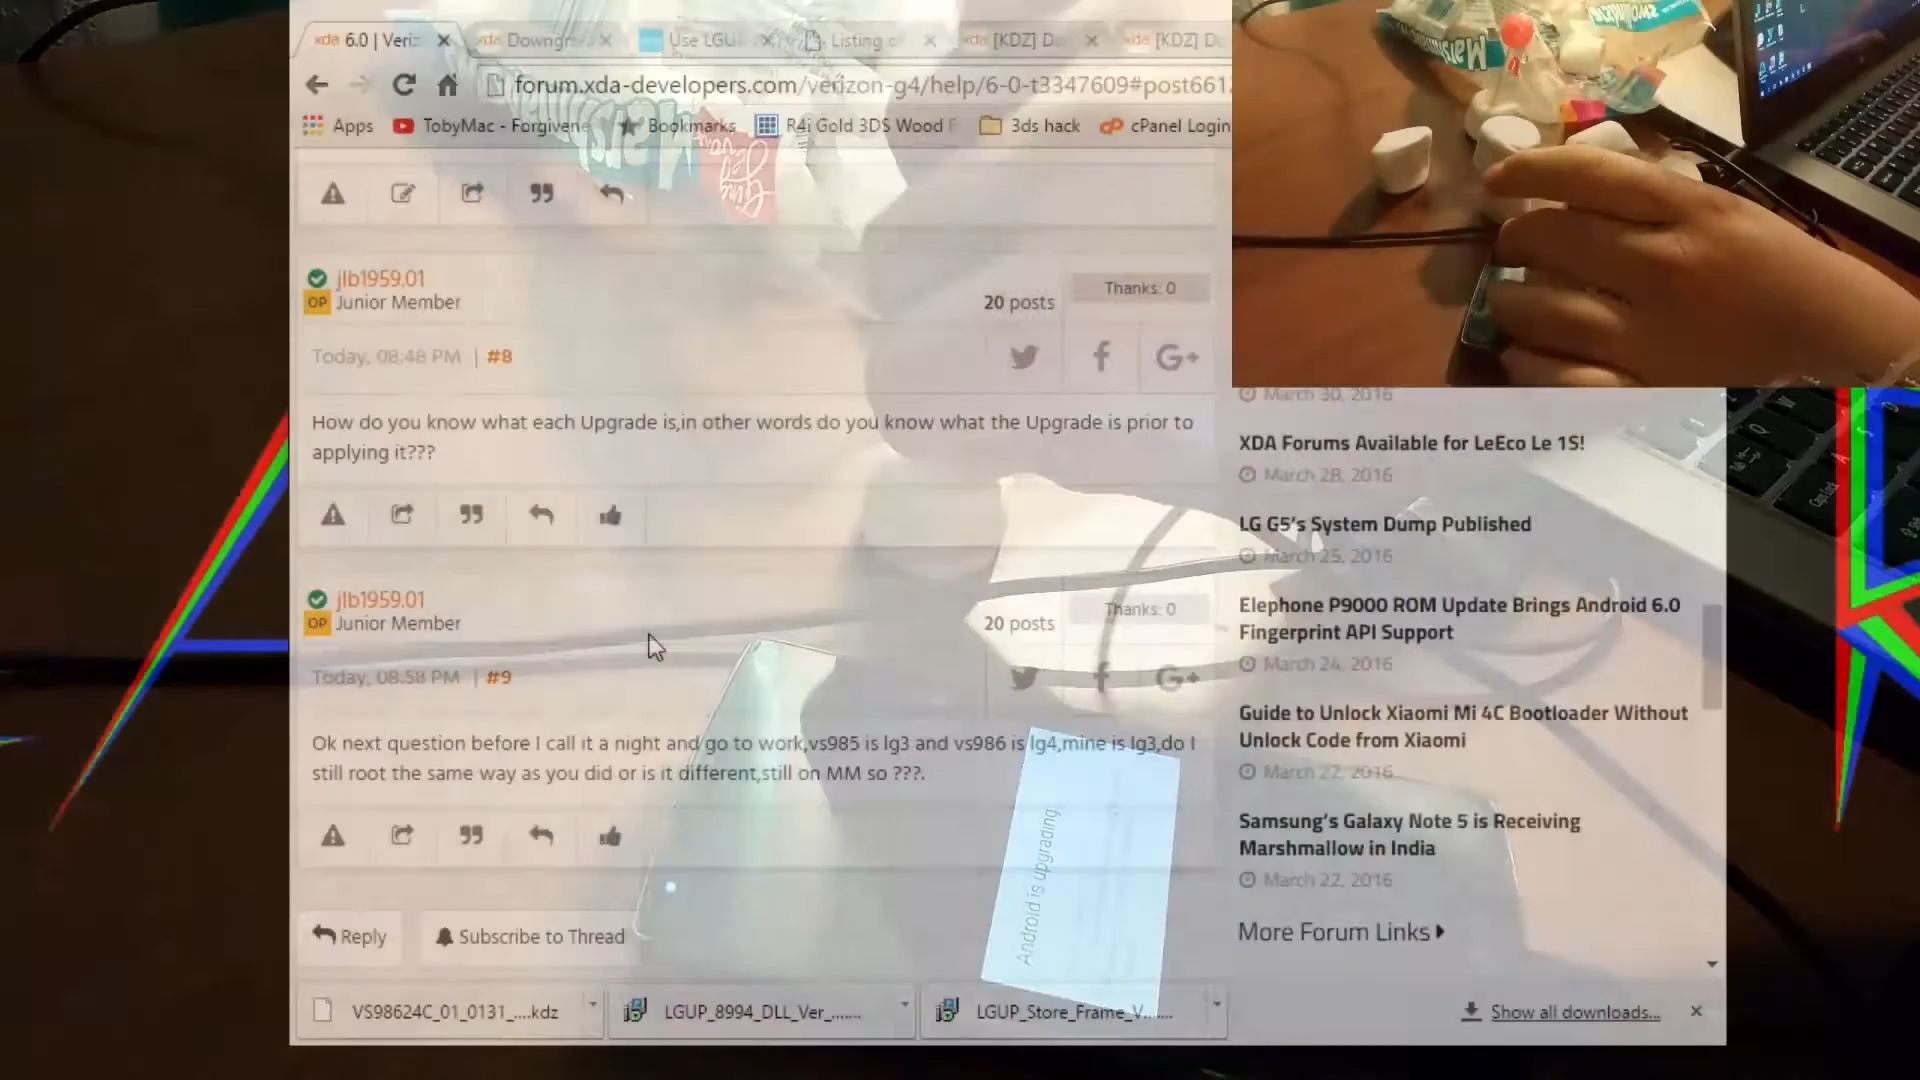 xda 6.0 | Veriz
xda Downgra
Use LGU
Listing o
xda [KDZ] Do
xda [KDZ] De
forum.xda-developers.com/verizon-g4/help/6-0-t3347609#post661
Apps
TobyMac - Forgivene
Bookmarks
R4i Gold 3DS Wood F
3ds hack
cPanel Login
Mars
jlb1959.01
OP Junior Member
20 posts
Thanks: 0
Today, 08:48 PM | #8
G+
How do you know what each Upgrade is,in other words do you know what the Upgrade is prior to
applying it???
jlb1959.01
OP Junior Member
20 posts
Thanks: 0
Today, 08:58 PM | #9
G+
Ok next question before I call it a night and go to work,vs985 is lg3 and vs986 is lg4,mine is lg3,do I
still root the same way as you did or is it different,still on MM so ???.
Android is upgrading
Reply
Subscribe to Thread
March 30, 2016
XDA Forums Available for LeEco Le 1S!
March 28, 2016
LG G5's System Dump Published
March 25, 2016
Elephone P9000 ROM Update Brings Android 6.0
Fingerprint API Support
March 24, 2016
Guide to Unlock Xiaomi Mi 4C Bootloader Without
Unlock Code from Xiaomi
March 22, 2016
Samsung's Galaxy Note 5 is Receiving
Marshmallow in India
March 22, 2016
More Forum Links
VS98624C_01_0131_....kdz
LGUP_8994_DLL_Ver_......
LGUP_Store_Frame_V......
Show all downloads...